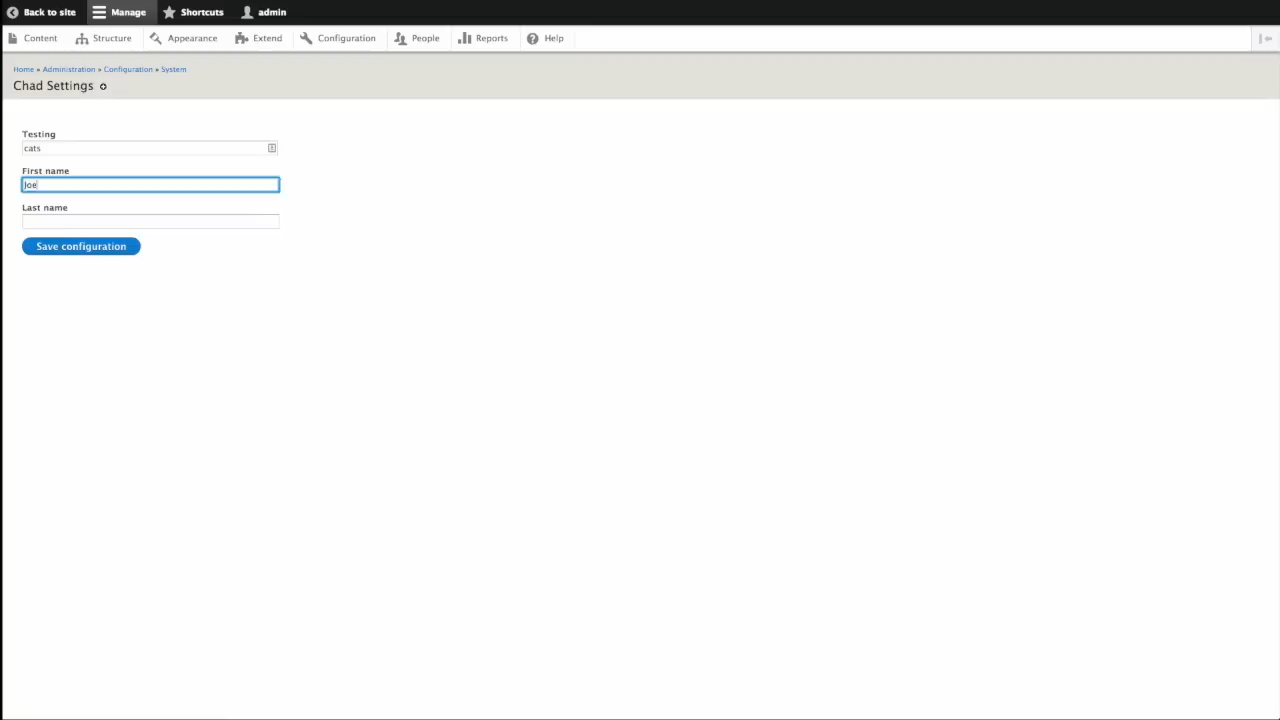 Back to site Manage Shortcuts admin
Content Structure Appearance Extend Configuration People Reports Help
Home » Administration » Configuration » System
Chad Settings
Testing
cats
First name
Joe
Last name
Save configuration